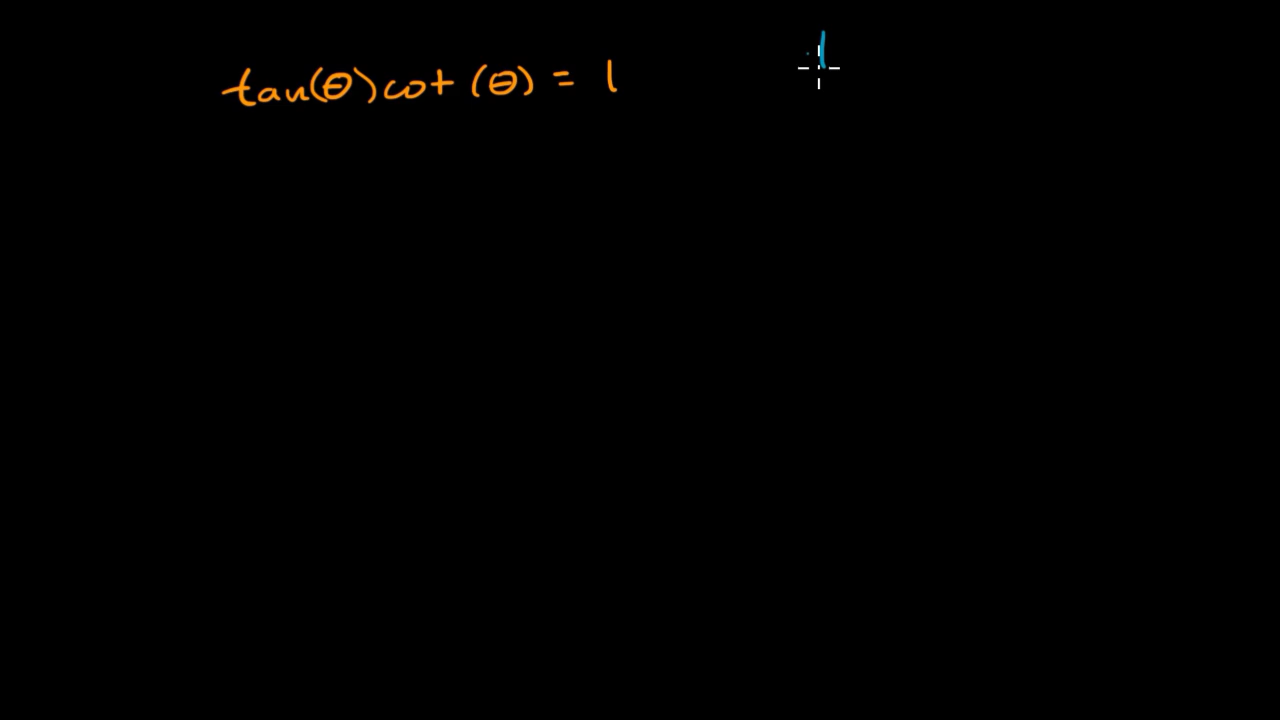 tan(θ)cot(θ) = 1